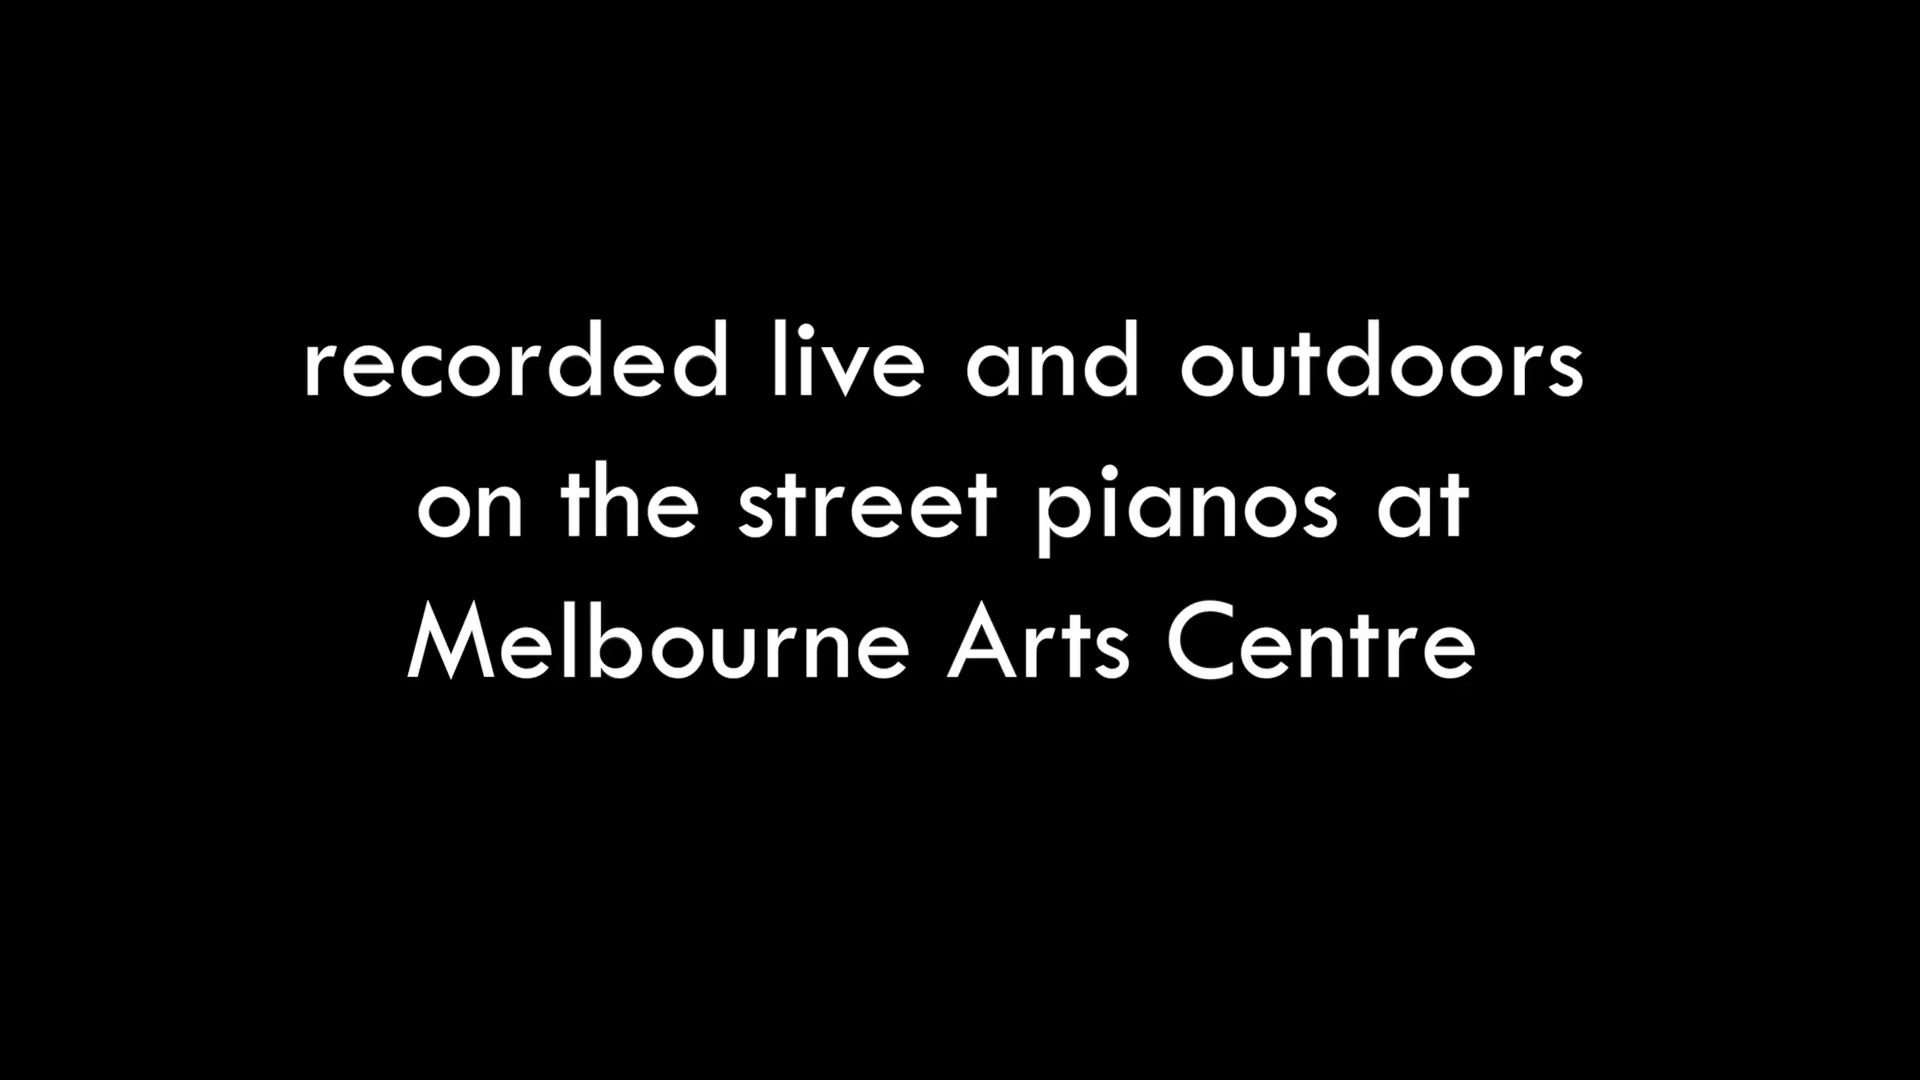 recorded live and outdoors
on the street pianos at
Melbourne Arts Centre